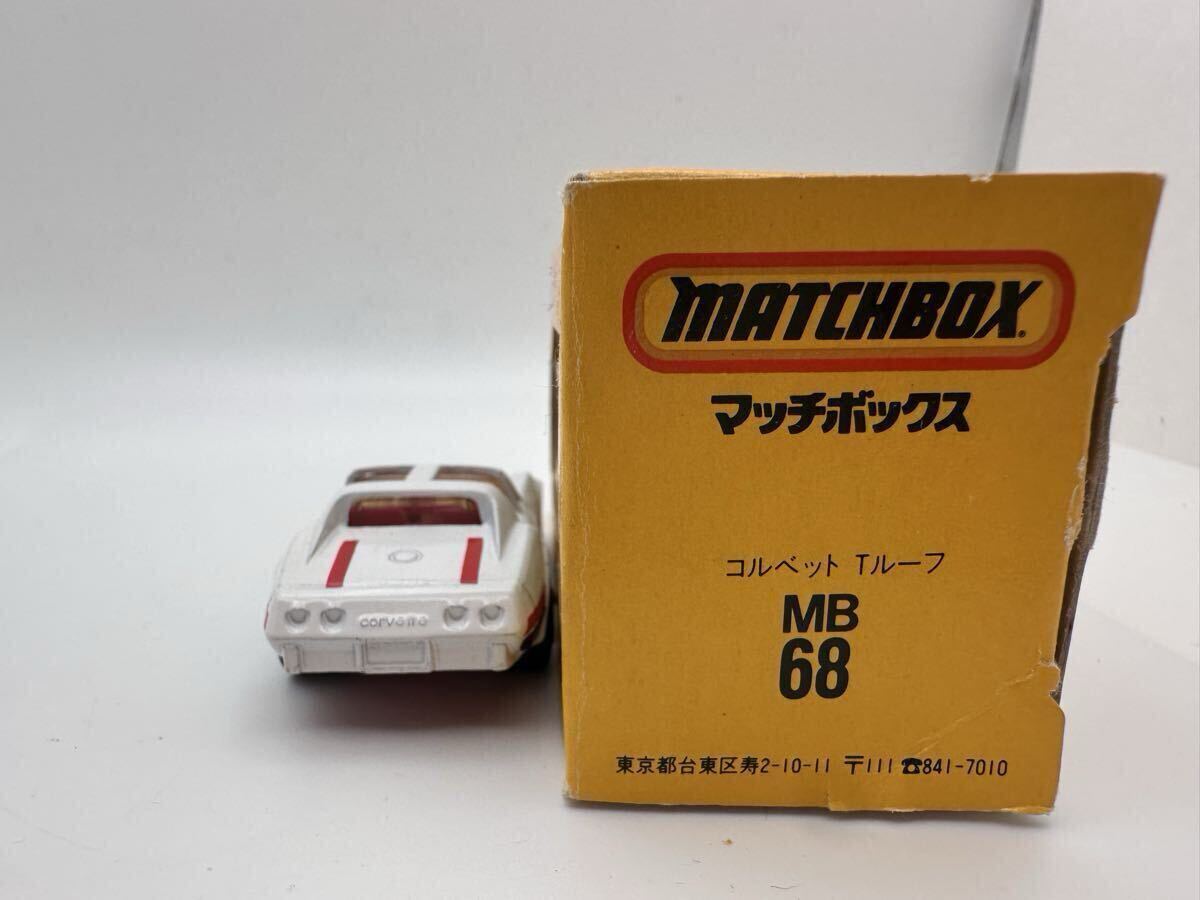 MATCHBOX®
マッチボックス
コルベット Tルーフ
MB
68
東京都台東区寿2-10-11 〒111 ☎841-7010
corvette